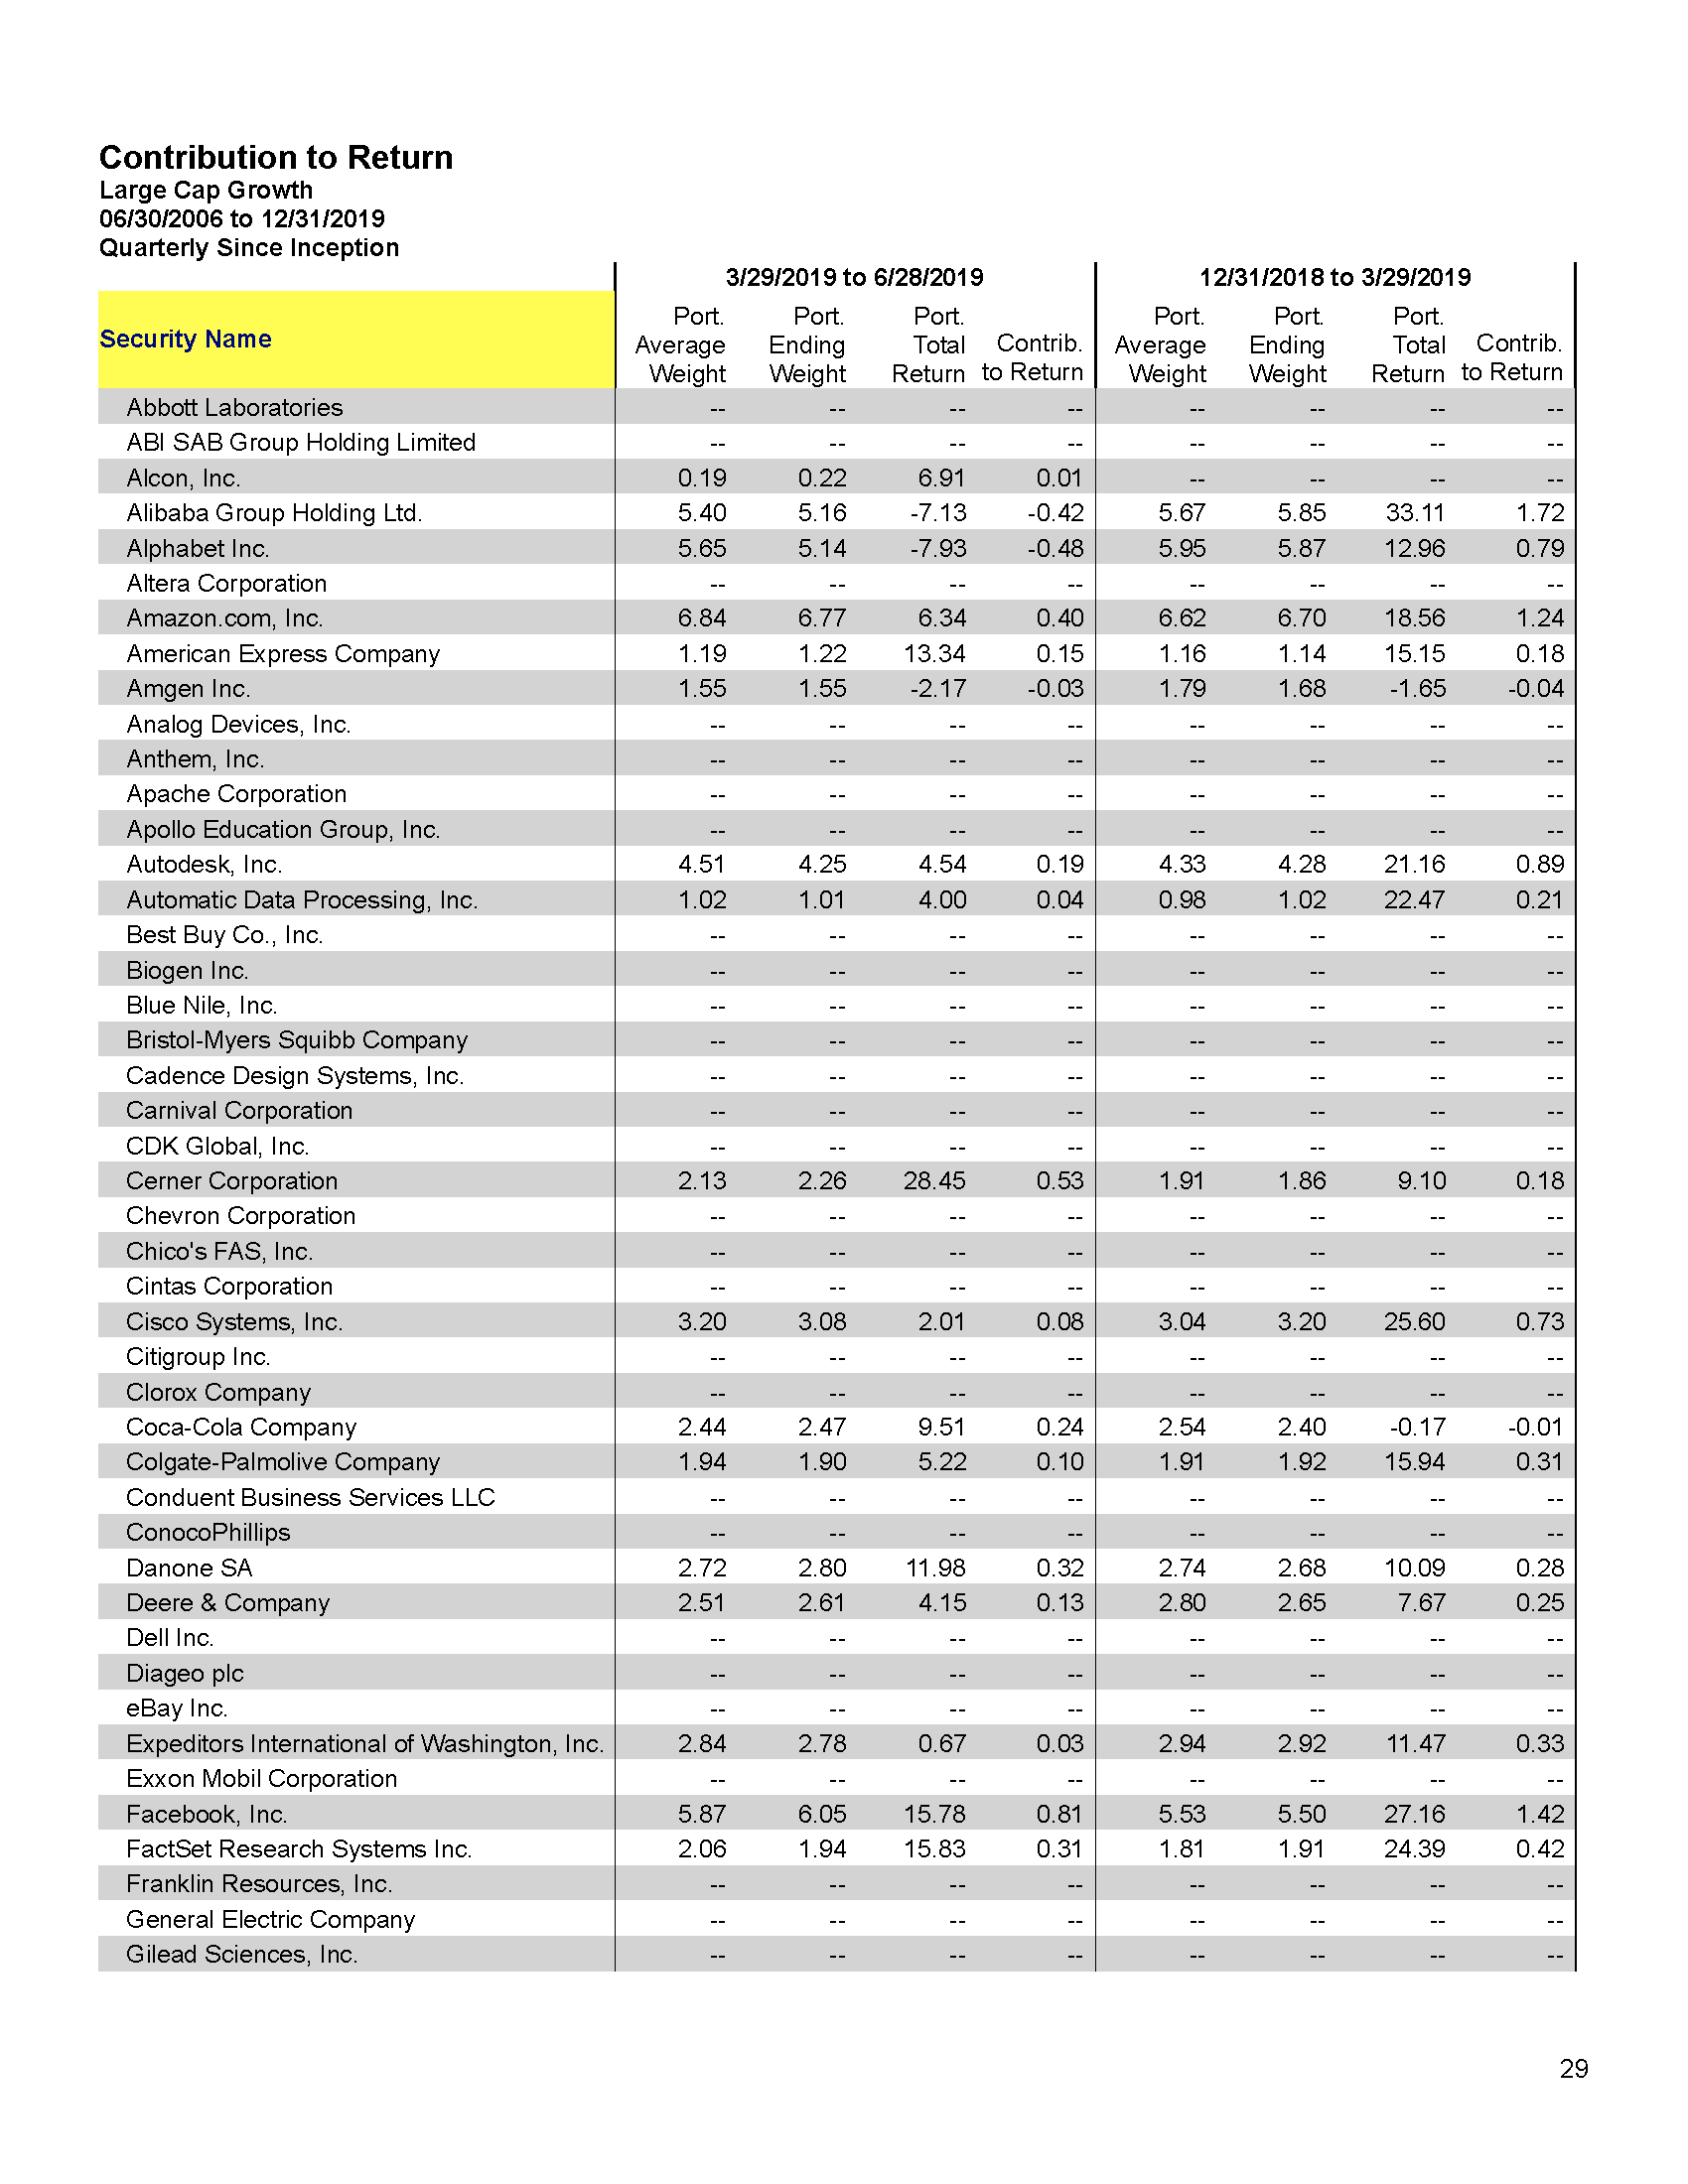 Contribution to Return
Large Cap Growth
06/30/2006 to 12/31/2019
Quarterly Since Inception
3/29/2019 to 6/28/2019 12/31/2018 to 3/29/2019
Security Name Port. Average Weight Port. Ending Weight Port. Total Return Contrib. to Return Port. Average Weight Port. Ending Weight Port. Total Return Contrib. to Return
Abbott Laboratories -- -- -- -- -- -- -- --
ABI SAB Group Holding Limited -- -- -- -- -- -- -- --
Alcon, Inc. 0.19 0.22 6.91 0.01 -- -- -- --
Alibaba Group Holding Ltd. 5.40 5.16 -7.13 -0.42 5.67 5.85 33.11 1.72
Alphabet Inc. 5.65 5.14 -7.93 -0.48 5.95 5.87 12.96 0.79
Altera Corporation -- -- -- -- -- -- -- --
Amazon.com, Inc. 6.84 6.77 6.34 0.40 6.62 6.70 18.56 1.24
American Express Company 1.19 1.22 13.34 0.15 1.16 1.14 15.15 0.18
Amgen Inc. 1.55 1.55 -2.17 -0.03 1.79 1.68 -1.65 -0.04
Analog Devices, Inc. -- -- -- -- -- -- -- --
Anthem, Inc. -- -- -- -- -- -- -- --
Apache Corporation -- -- -- -- -- -- -- --
Apollo Education Group, Inc. -- -- -- -- -- -- -- --
Autodesk, Inc. 4.51 4.25 4.54 0.19 4.33 4.28 21.16 0.89
Automatic Data Processing, Inc. 1.02 1.01 4.00 0.04 0.98 1.02 22.47 0.21
Best Buy Co., Inc. -- -- -- -- -- -- -- --
Biogen Inc. -- -- -- -- -- -- -- --
Blue Nile, Inc. -- -- -- -- -- -- -- --
Bristol-Myers Squibb Company -- -- -- -- -- -- -- --
Cadence Design Systems, Inc. -- -- -- -- -- -- -- --
Carnival Corporation -- -- -- -- -- -- -- --
CDK Global, Inc. -- -- -- -- -- -- -- --
Cerner Corporation 2.13 2.26 28.45 0.53 1.91 1.86 9.10 0.18
Chevron Corporation -- -- -- -- -- -- -- --
Chico's FAS, Inc. -- -- -- -- -- -- -- --
Cintas Corporation -- -- -- -- -- -- -- --
Cisco Systems, Inc. 3.20 3.08 2.01 0.08 3.04 3.20 25.60 0.73
Citigroup Inc. -- -- -- -- -- -- -- --
Clorox Company -- -- -- -- -- -- -- --
Coca-Cola Company 2.44 2.47 9.51 0.24 2.54 2.40 -0.17 -0.01
Colgate-Palmolive Company 1.94 1.90 5.22 0.10 1.91 1.92 15.94 0.31
Conduent Business Services LLC -- -- -- -- -- -- -- --
ConocoPhillips -- -- -- -- -- -- -- --
Danone SA 2.72 2.80 11.98 0.32 2.74 2.68 10.09 0.28
Deere & Company 2.51 2.61 4.15 0.13 2.80 2.65 7.67 0.25
Dell Inc. -- -- -- -- -- -- -- --
Diageo plc -- -- -- -- -- -- -- --
eBay Inc. -- -- -- -- -- -- -- --
Expeditors International of Washington, Inc. 2.84 2.78 0.67 0.03 2.94 2.92 11.47 0.33
Exxon Mobil Corporation -- -- -- -- -- -- -- --
Facebook, Inc. 5.87 6.05 15.78 0.81 5.53 5.50 27.16 1.42
FactSet Research Systems Inc. 2.06 1.94 15.83 0.31 1.81 1.91 24.39 0.42
Franklin Resources, Inc. -- -- -- -- -- -- -- --
General Electric Company -- -- -- -- -- -- -- --
Gilead Sciences, Inc. -- -- -- -- -- -- -- --
29